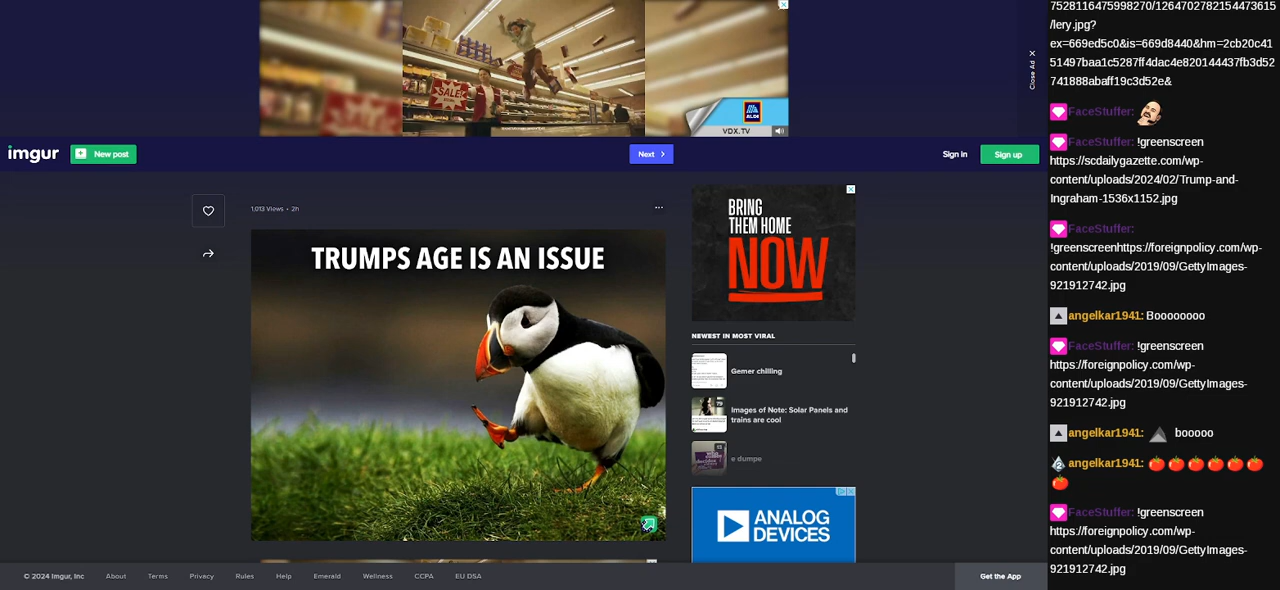 SALE!
ALDI
VDX.TV
Close Ad X
imgur
New post
Next
Sign in
Sign up
1,013 Views • 2h
TRUMPS AGE IS AN ISSUE
BRING
THEM HOME
NOW
NEWEST IN MOST VIRAL
Gemer chilling
79
Images of Note: Solar Panels and
trains are cool
15
e dumpe
ANALOG
DEVICES
© 2024 Imgur, Inc
About
Terms
Privacy
Rules
Help
Emerald
Wellness
CCPA
EU DSA
Get the App
7528116475998270/1264702782154473615
/lery.jpg?
ex=669ed5c0&is=669d8440&hm=2cb20c41
51497baa1c5287ff4dac4e820144437fb3d52
741888abaff19c3d52e&
FaceStuffer:
FaceStuffer: !greenscreen
https://scdailygazette.com/wp-
content/uploads/2024/02/Trump-and-
Ingraham-1536x1152.jpg
FaceStuffer:
!greenscreenhttps://foreignpolicy.com/wp-
content/uploads/2019/09/GettyImages-
921912742.jpg
angelkar1941: Boooooooo
FaceStuffer: !greenscreen
https://foreignpolicy.com/wp-
content/uploads/2019/09/GettyImages-
921912742.jpg
angelkar1941: booooo
2 angelkar1941: 🍅🍅🍅🍅🍅🍅
🍅
FaceStuffer: !greenscreen
https://foreignpolicy.com/wp-
content/uploads/2019/09/GettyImages-
921912742.jpg